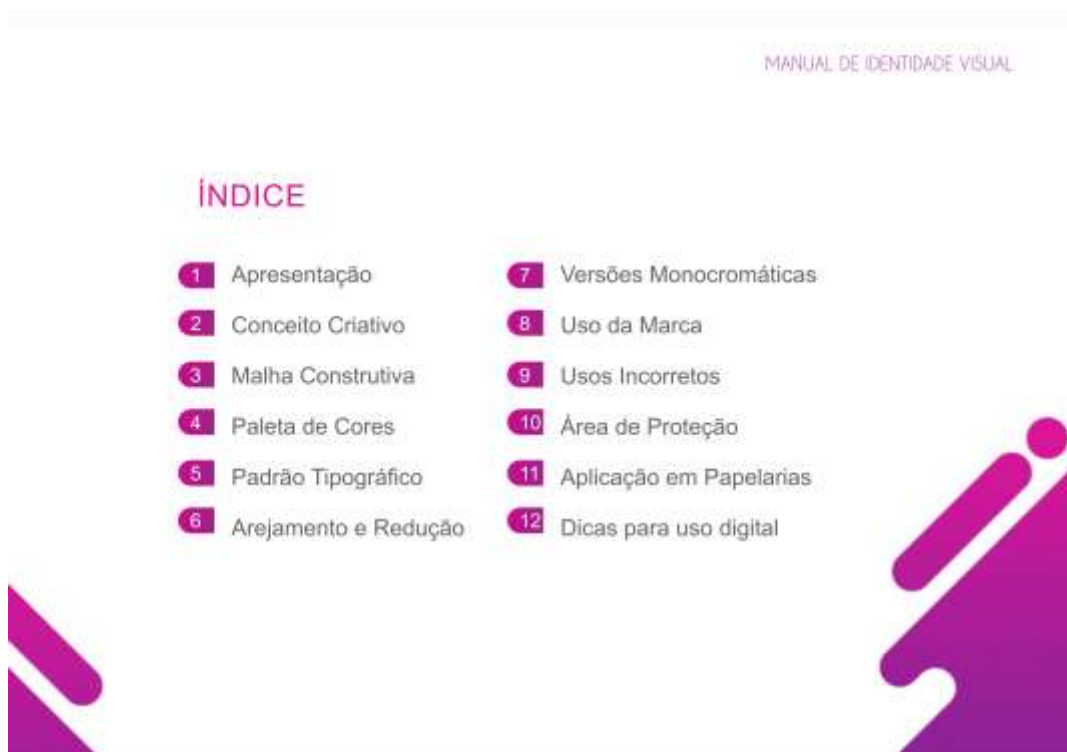 MANUAL DE IDENTIDADE VISUAL
ÍNDICE
1 Apresentação
2 Conceito Criativo
3 Malha Construtiva
4 Paleta de Cores
5 Padrão Tipográfico
6 Arejamento e Redução
7 Versões Monocromáticas
8 Uso da Marca
9 Usos Incorretos
10 Área de Proteção
11 Aplicação em Papelarias
12 Dicas para uso digital